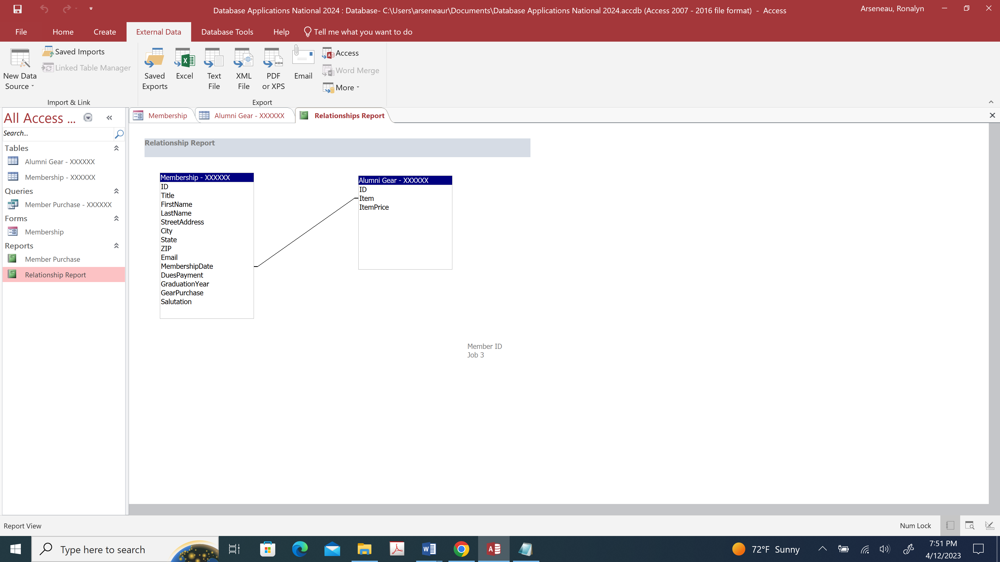 Database Applications National 2024 : Database- C:\Users\arseneaur\Documents\Database Applications National 2024.accdb (Access 2007 - 2016 file format) - Access
Arseneau, Ronalyn
File Home Create External Data Database Tools Help Tell me what you want to do
New Data Source
Saved Imports
Linked Table Manager
Import & Link
Saved Exports
Excel
Text File
XML File
PDF or XPS
Email
Access
Word Merge
More
Export
All Access ...
Search...
Tables
Alumni Gear - XXXXXX
Membership - XXXXXX
Queries
Member Purchase - XXXXXX
Forms
Membership
Reports
Member Purchase
Relationship Report
Membership Alumni Gear - XXXXXX Relationships Report
Relationship Report
Membership - XXXXXX
ID
Title
FirstName
LastName
StreetAddress
City
State
ZIP
Email
MembershipDate
DuesPayment
GraduationYear
GearPurchase
Salutation
Alumni Gear - XXXXXX
ID
Item
ItemPrice
Member ID
Job 3
Report View
Num Lock
Type here to search
72°F Sunny
7:51 PM
4/12/2023